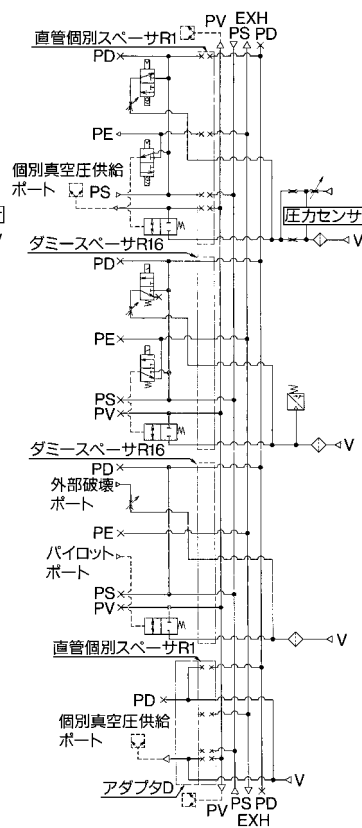 PV
EXH
PS
PD
直管個別スペーサR1
PD
PE
個別真空圧供給
ポート
PS
圧力センサ
V
ダミースペーサR16
PD
PE
PS
PV
V
ダミースペーサR16
PD
外部破壊
ポート
PE
パイロット
ポート
PS
PV
V
直管個別スペーサR1
PD
個別真空圧供給
ポート
V
アダプタD
PV
PS
PD
EXH